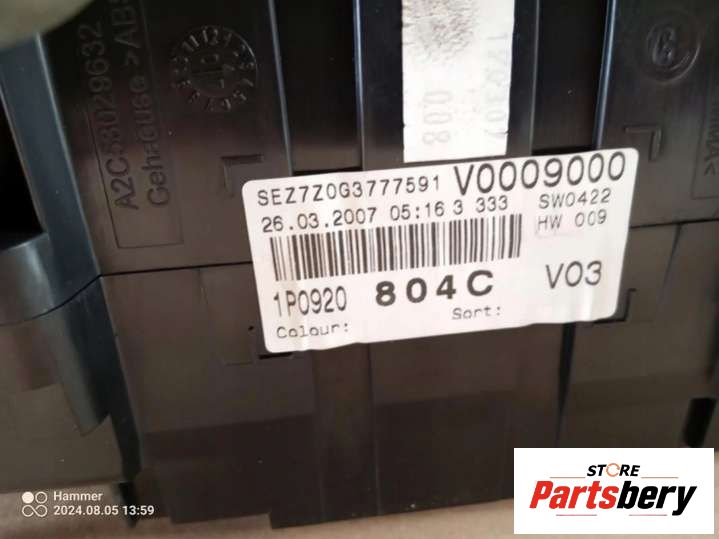 A2C53029632
Gehäuse >ABS
SEZ7Z0G3777591 V0009000
26.03.2007 05:16 3 333 SW0422
HW 009
1P0920 804C V03
Colour: Sort:
Hammer
2024.08.05 13:59
STORE
Partsbery